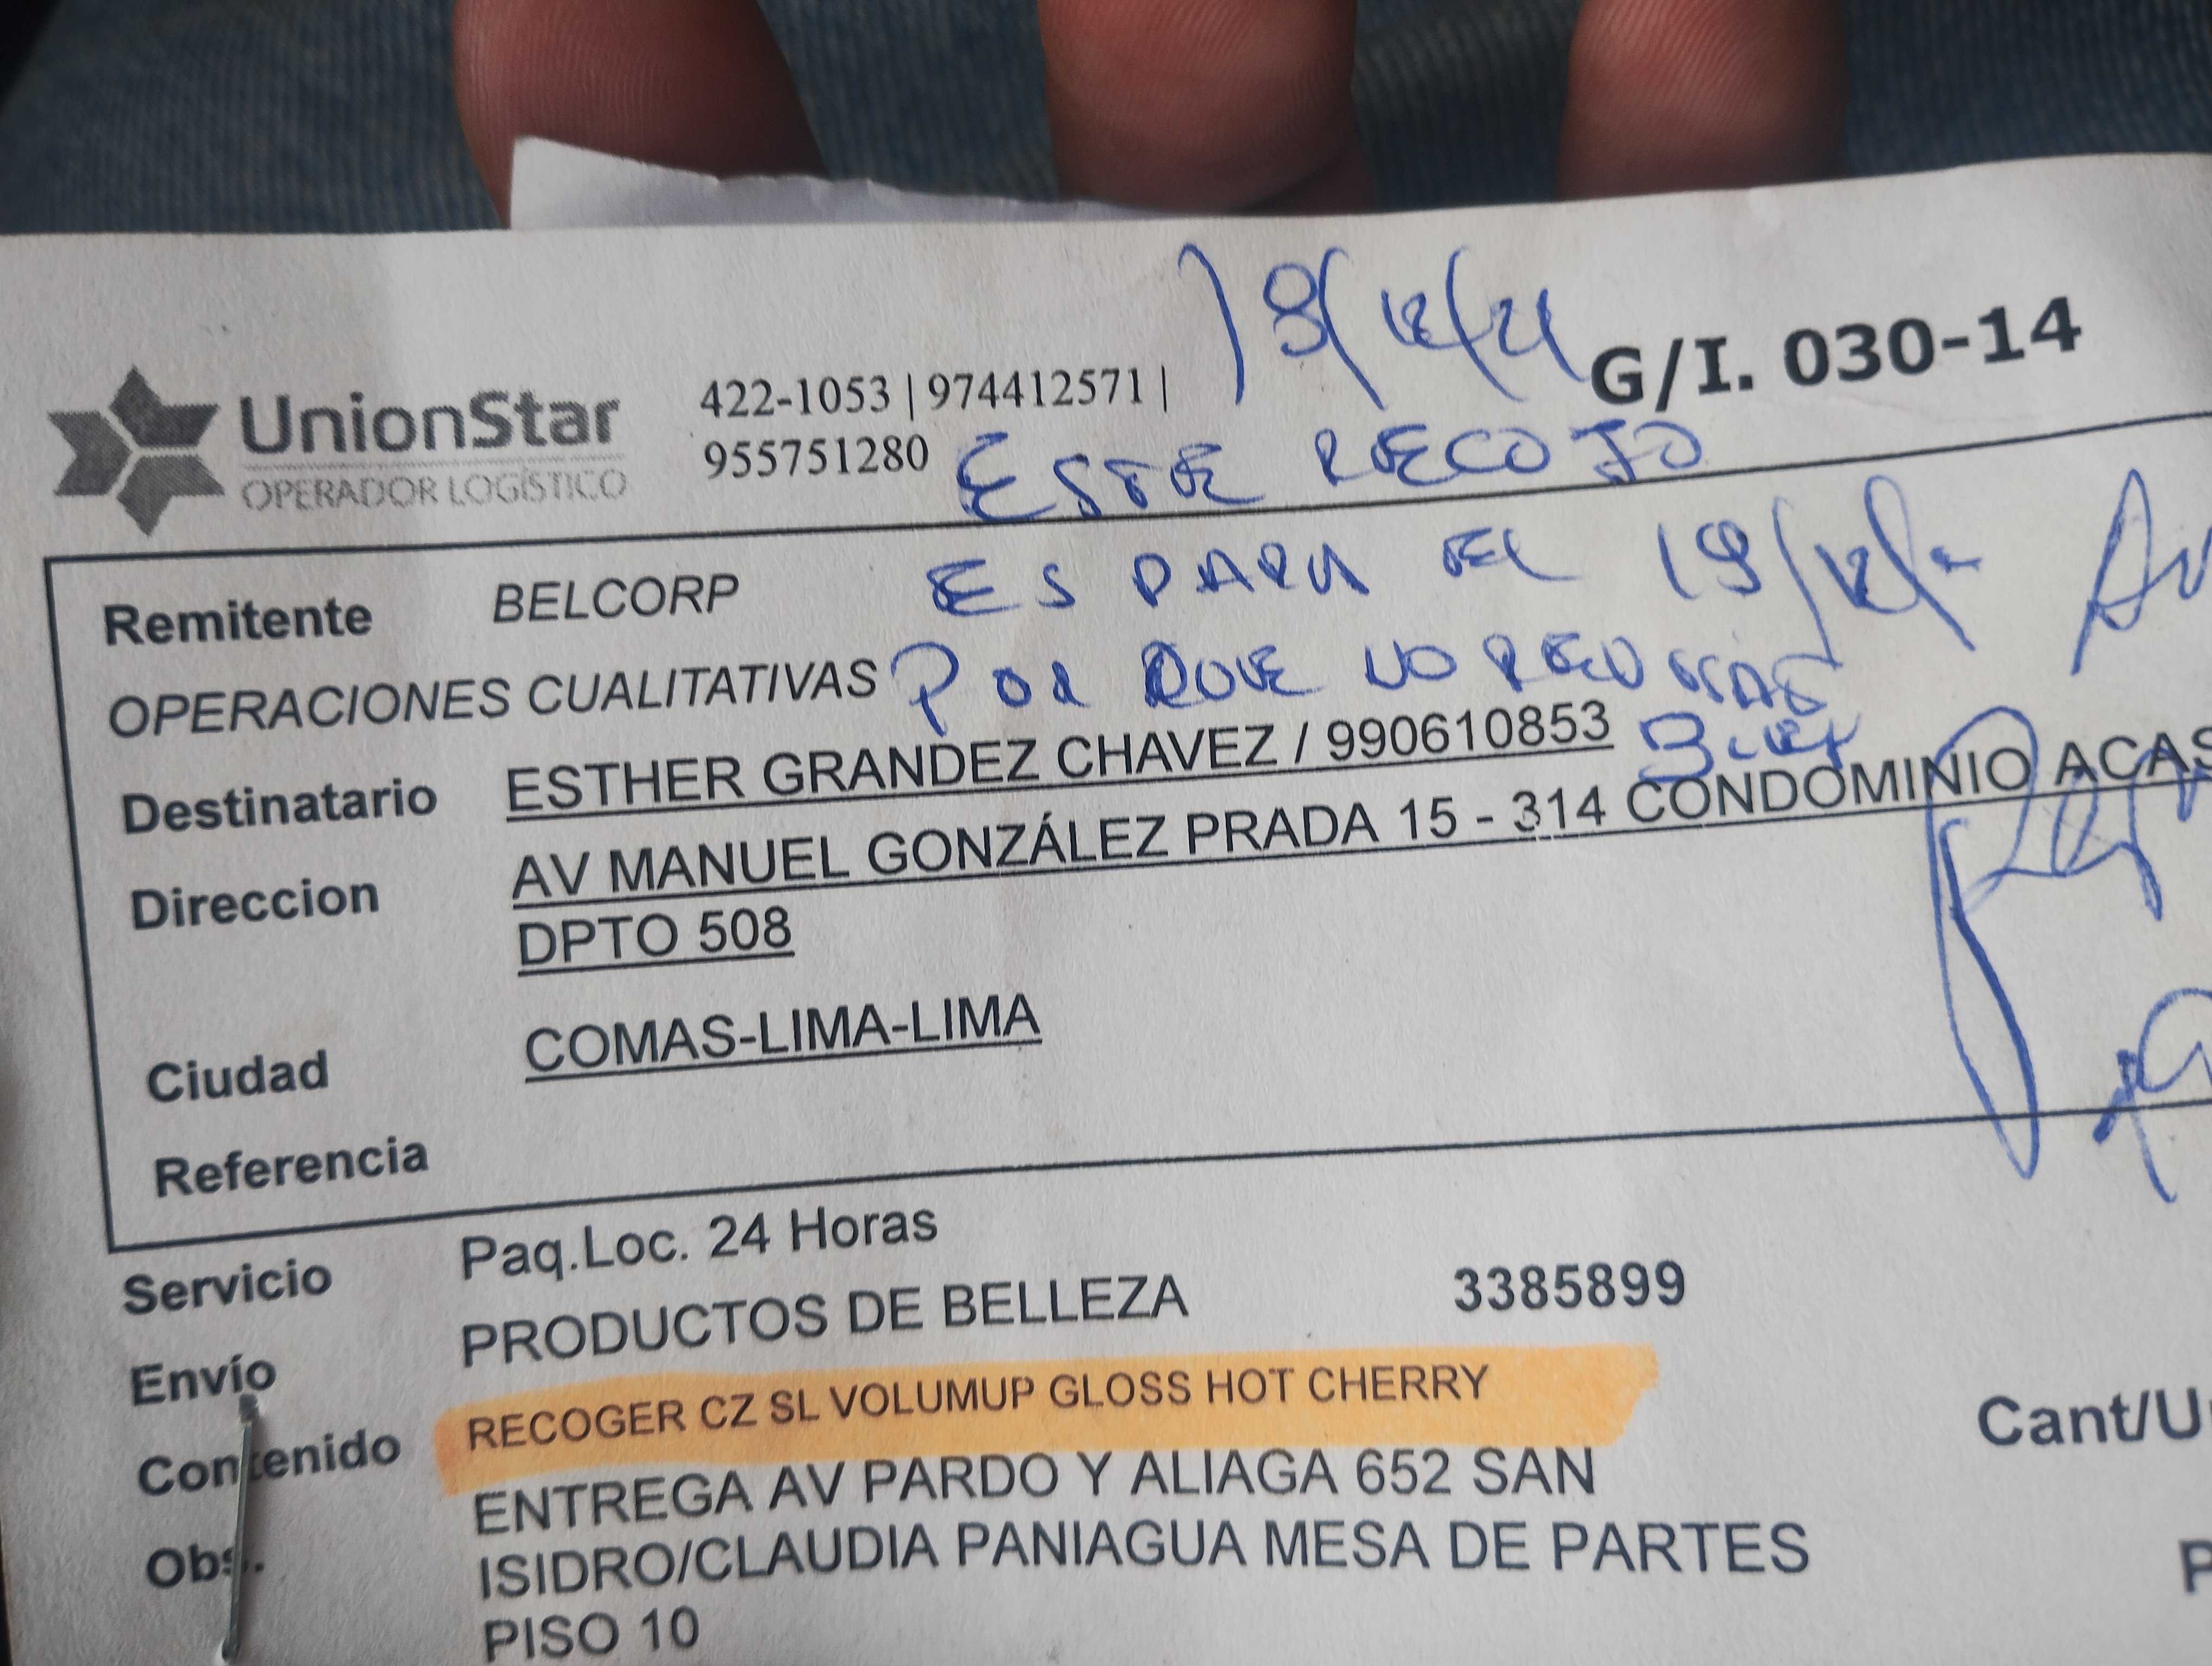 18/12/21
UnionStar
OPERADOR LOGÍSTICO
422-1053 | 974412571 |
955751280
G/I. 030-14
ESTE RECOJO
ES PARA EL 19/12/
POR QUE NO
Remitente BELCORP
OPERACIONES CUALITATIVAS
Destinatario ESTHER GRANDEZ CHAVEZ / 990610853
Direccion AV MANUEL GONZÁLEZ PRADA 15 - 314 CONDOMINIO ACAS
DPTO 508
Ciudad COMAS-LIMA-LIMA
Referencia
Servicio Paq.Loc. 24 Horas
Envío PRODUCTOS DE BELLEZA 3385899
Contenido RECOGER CZ SL VOLUMUP GLOSS HOT CHERRY
Cant/U
Obs. ENTREGA AV PARDO Y ALIAGA 652 SAN
ISIDRO/CLAUDIA PANIAGUA MESA DE PARTES
PISO 10
P